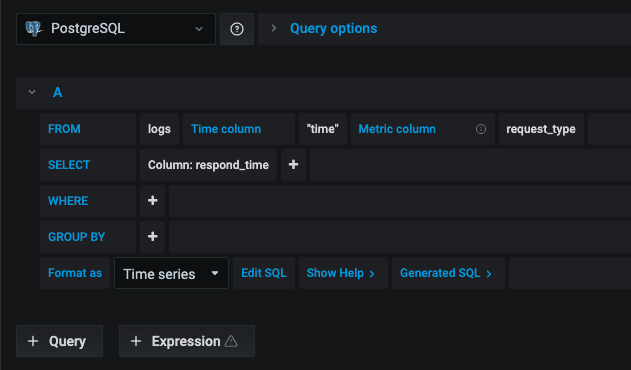 PostgreSQL Query options
A
FROM logs Time column "time" Metric column request_type
SELECT Column: respond_time +
WHERE +
GROUP BY +
Format as Time series Edit SQL Show Help > Generated SQL >
+ Query + Expression